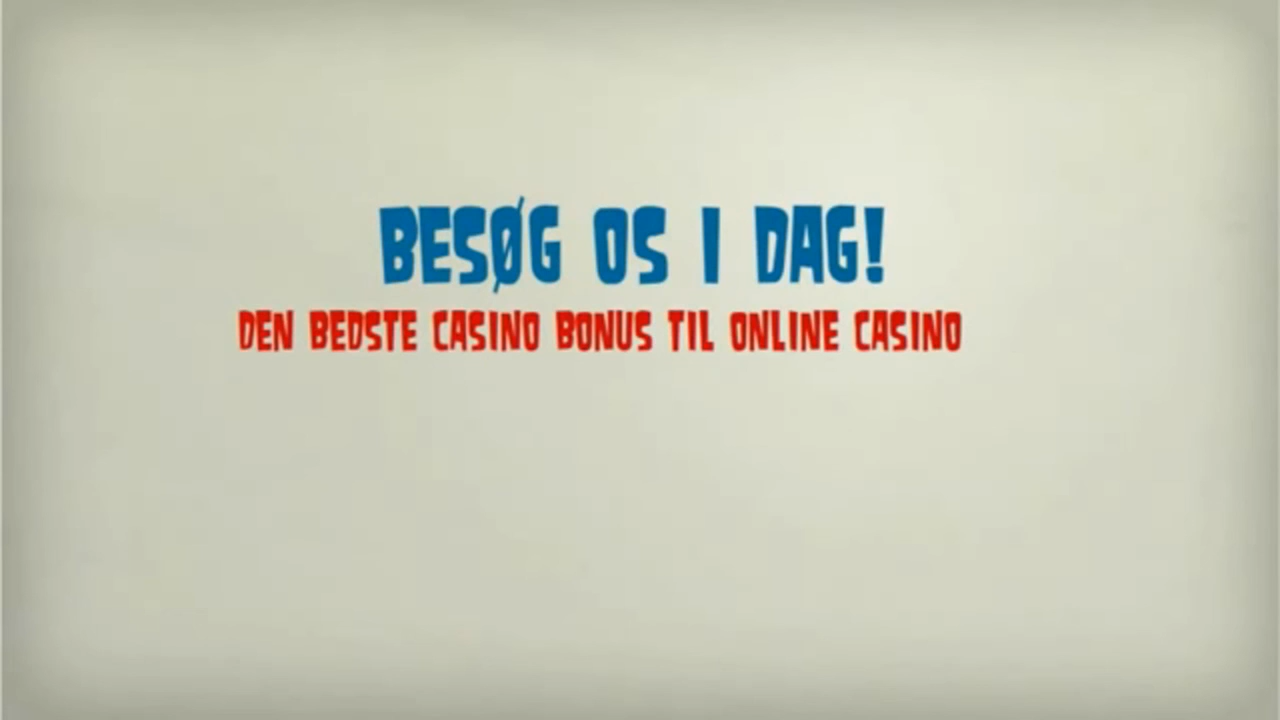 BESØG OS I DAG!
DEN BEDSTE CASINO BONUS TIL ONLINE CASINO